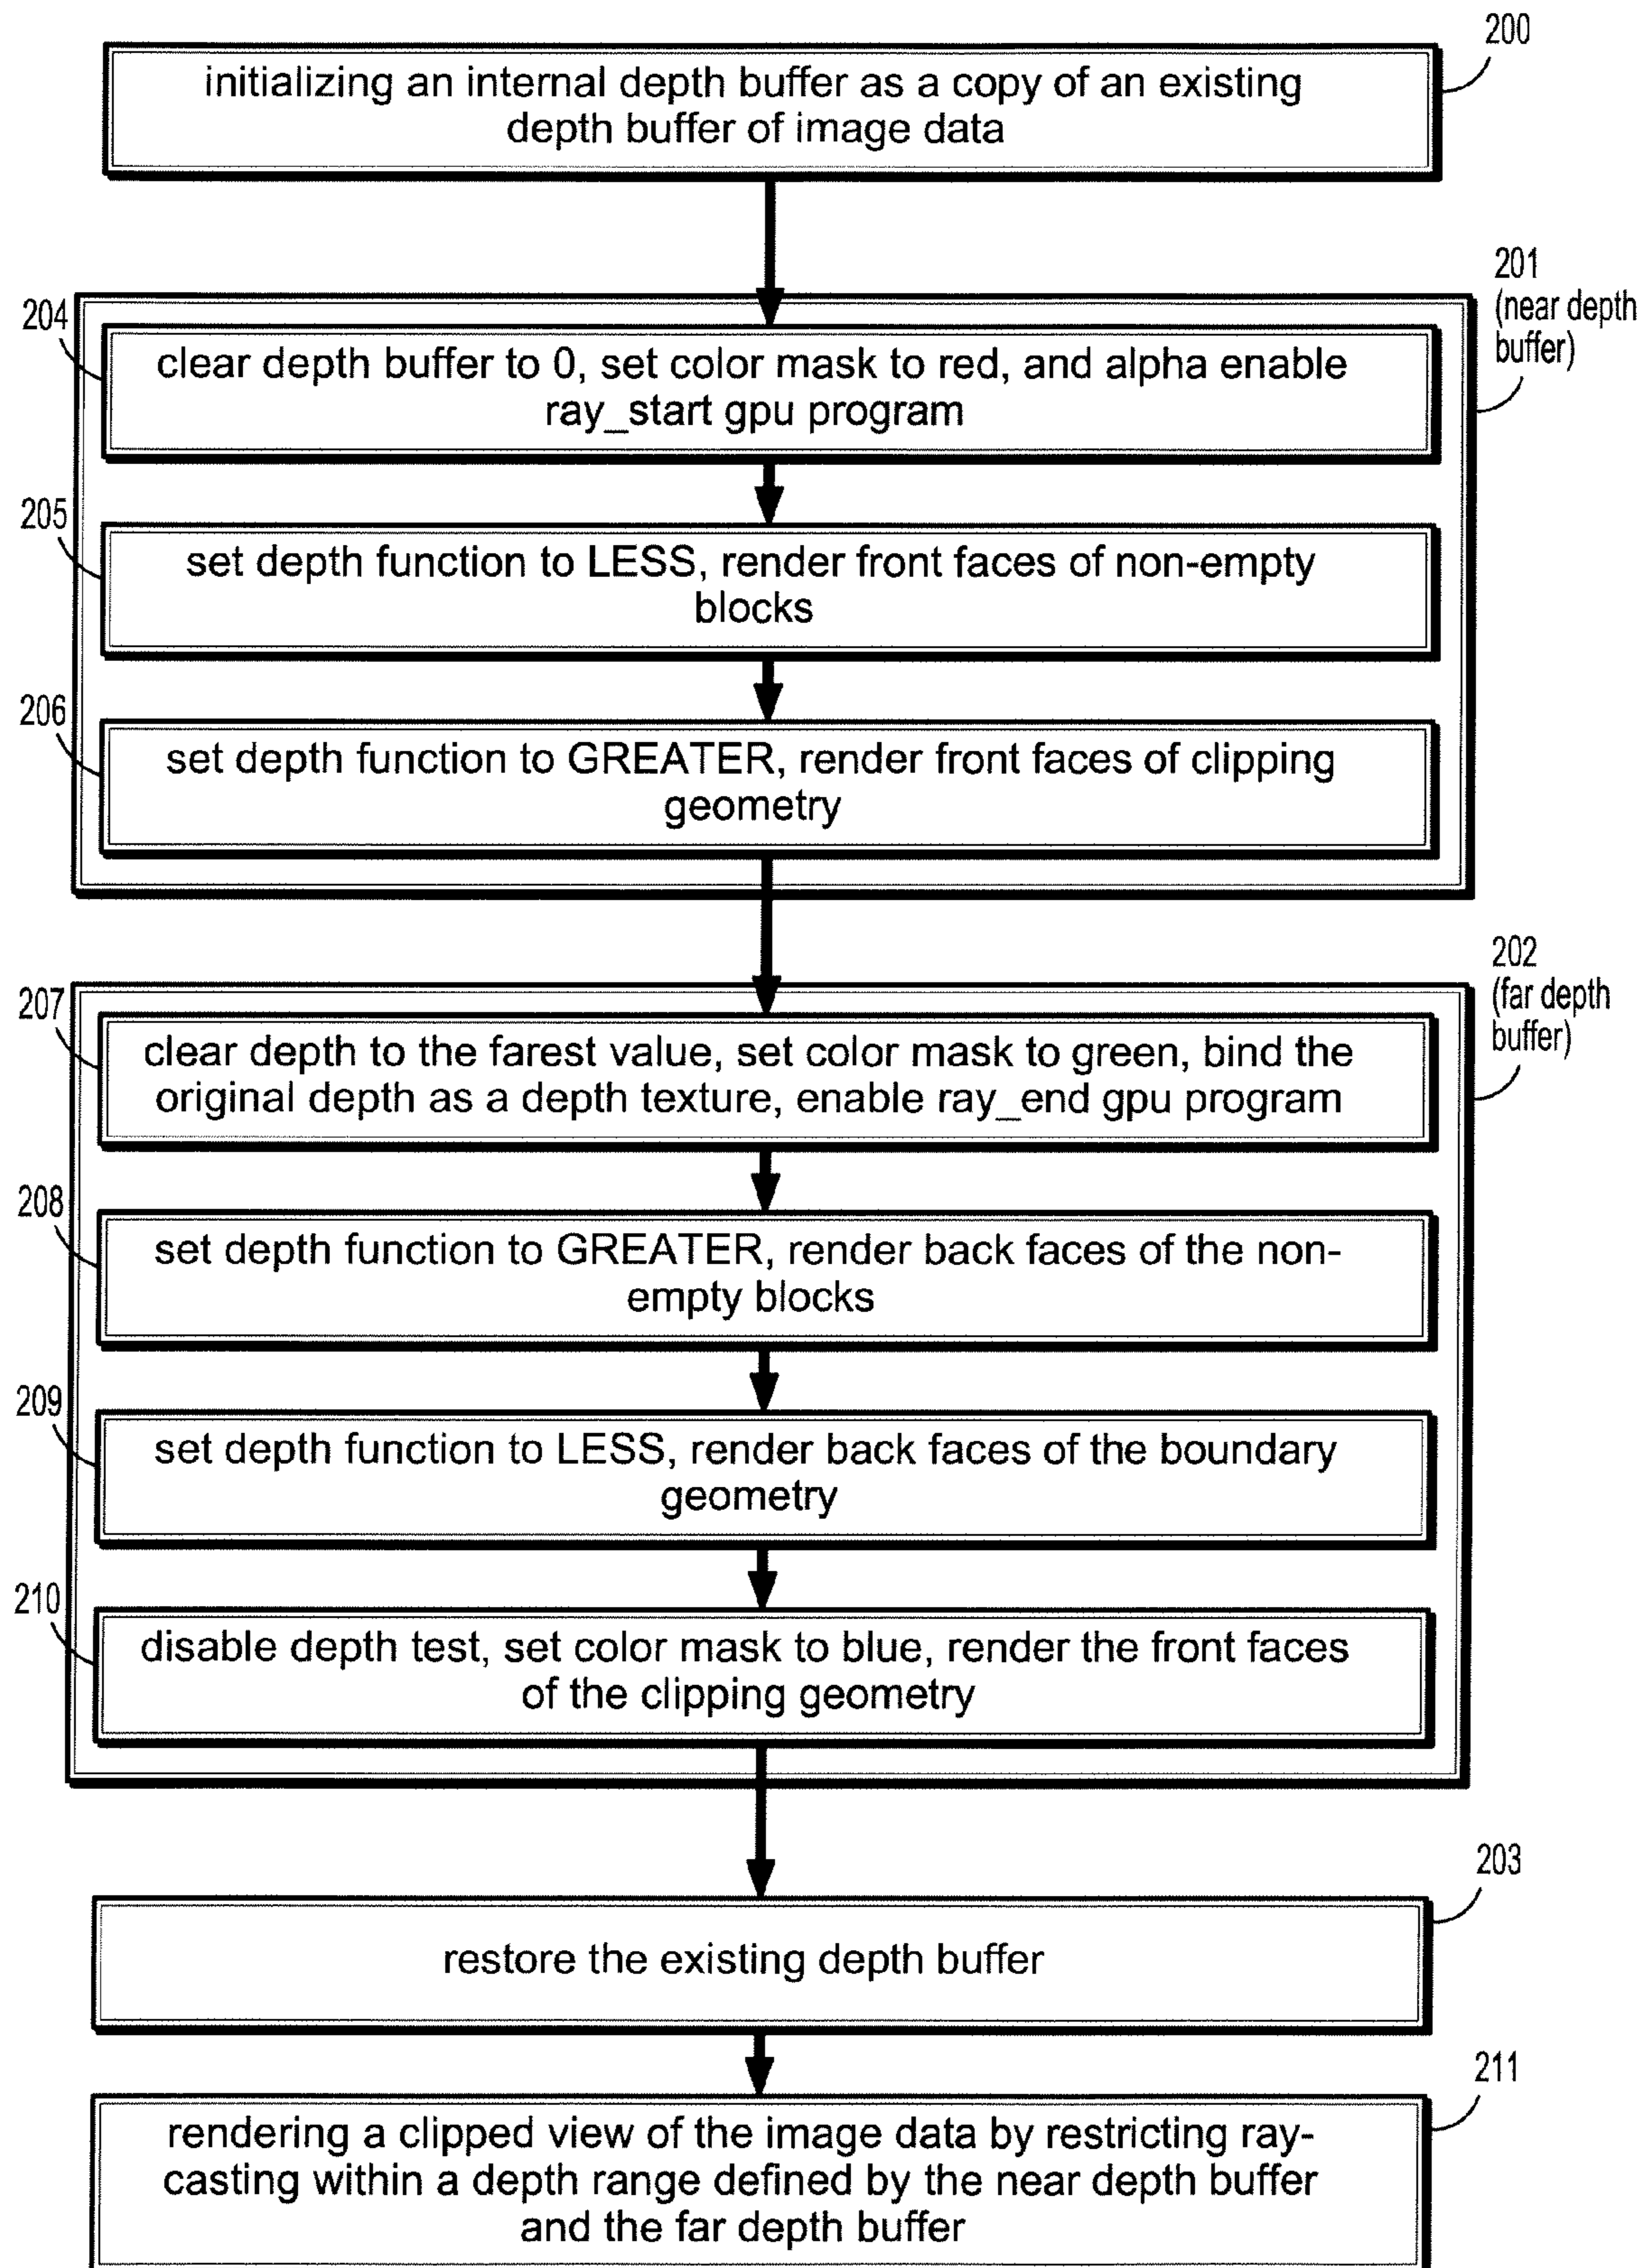 200
initializing an internal depth buffer as a copy of an existing
depth buffer of image data
201
(near depth
buffer)
204
clear depth buffer to 0, set color mask to red, and alpha enable
ray_start gpu program
205
set depth function to LESS, render front faces of non-empty
blocks
206
set depth function to GREATER, render front faces of clipping
geometry
202
(far depth
buffer)
207
clear depth to the farest value, set color mask to green, bind the
original depth as a depth texture, enable ray_end gpu program
208
set depth function to GREATER, render back faces of the non-
empty blocks
209
set depth function to LESS, render back faces of the boundary
geometry
210
disable depth test, set color mask to blue, render the front faces
of the clipping geometry
203
restore the existing depth buffer
211
rendering a clipped view of the image data by restricting ray-
casting within a depth range defined by the near depth buffer
and the far depth buffer